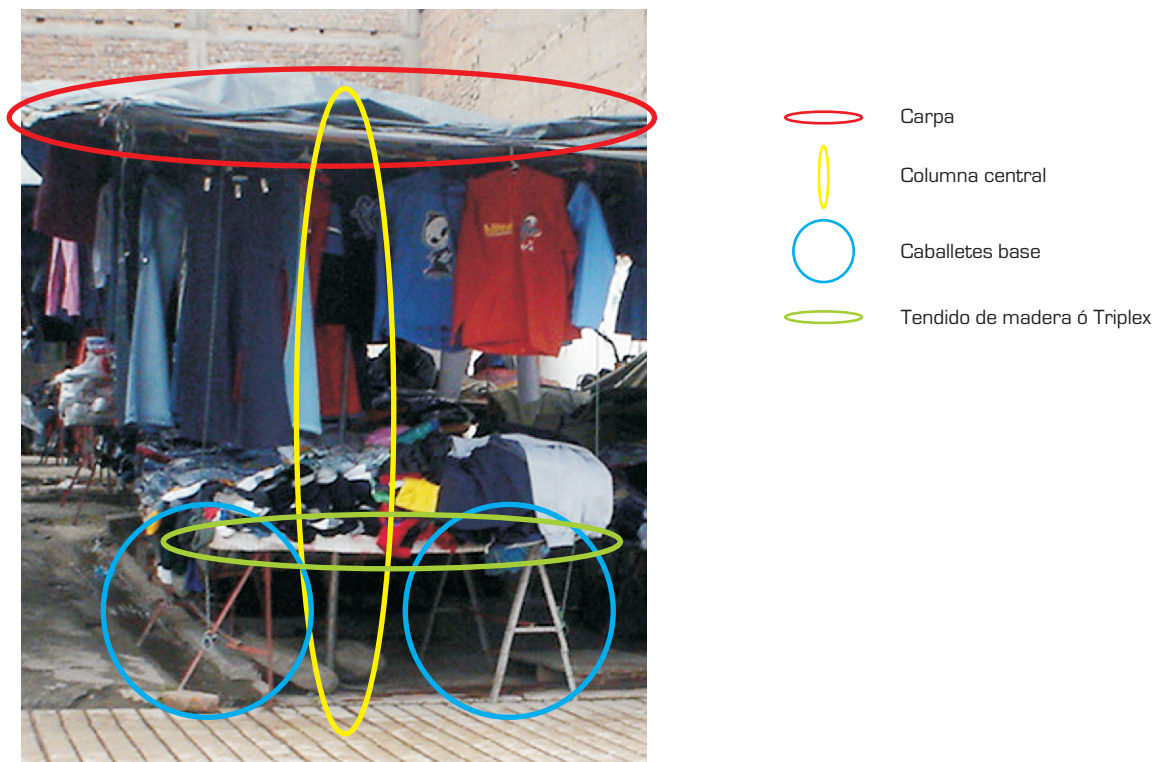 Carpa
Columna central
Caballetes base
Tendido de madera ó Triplex